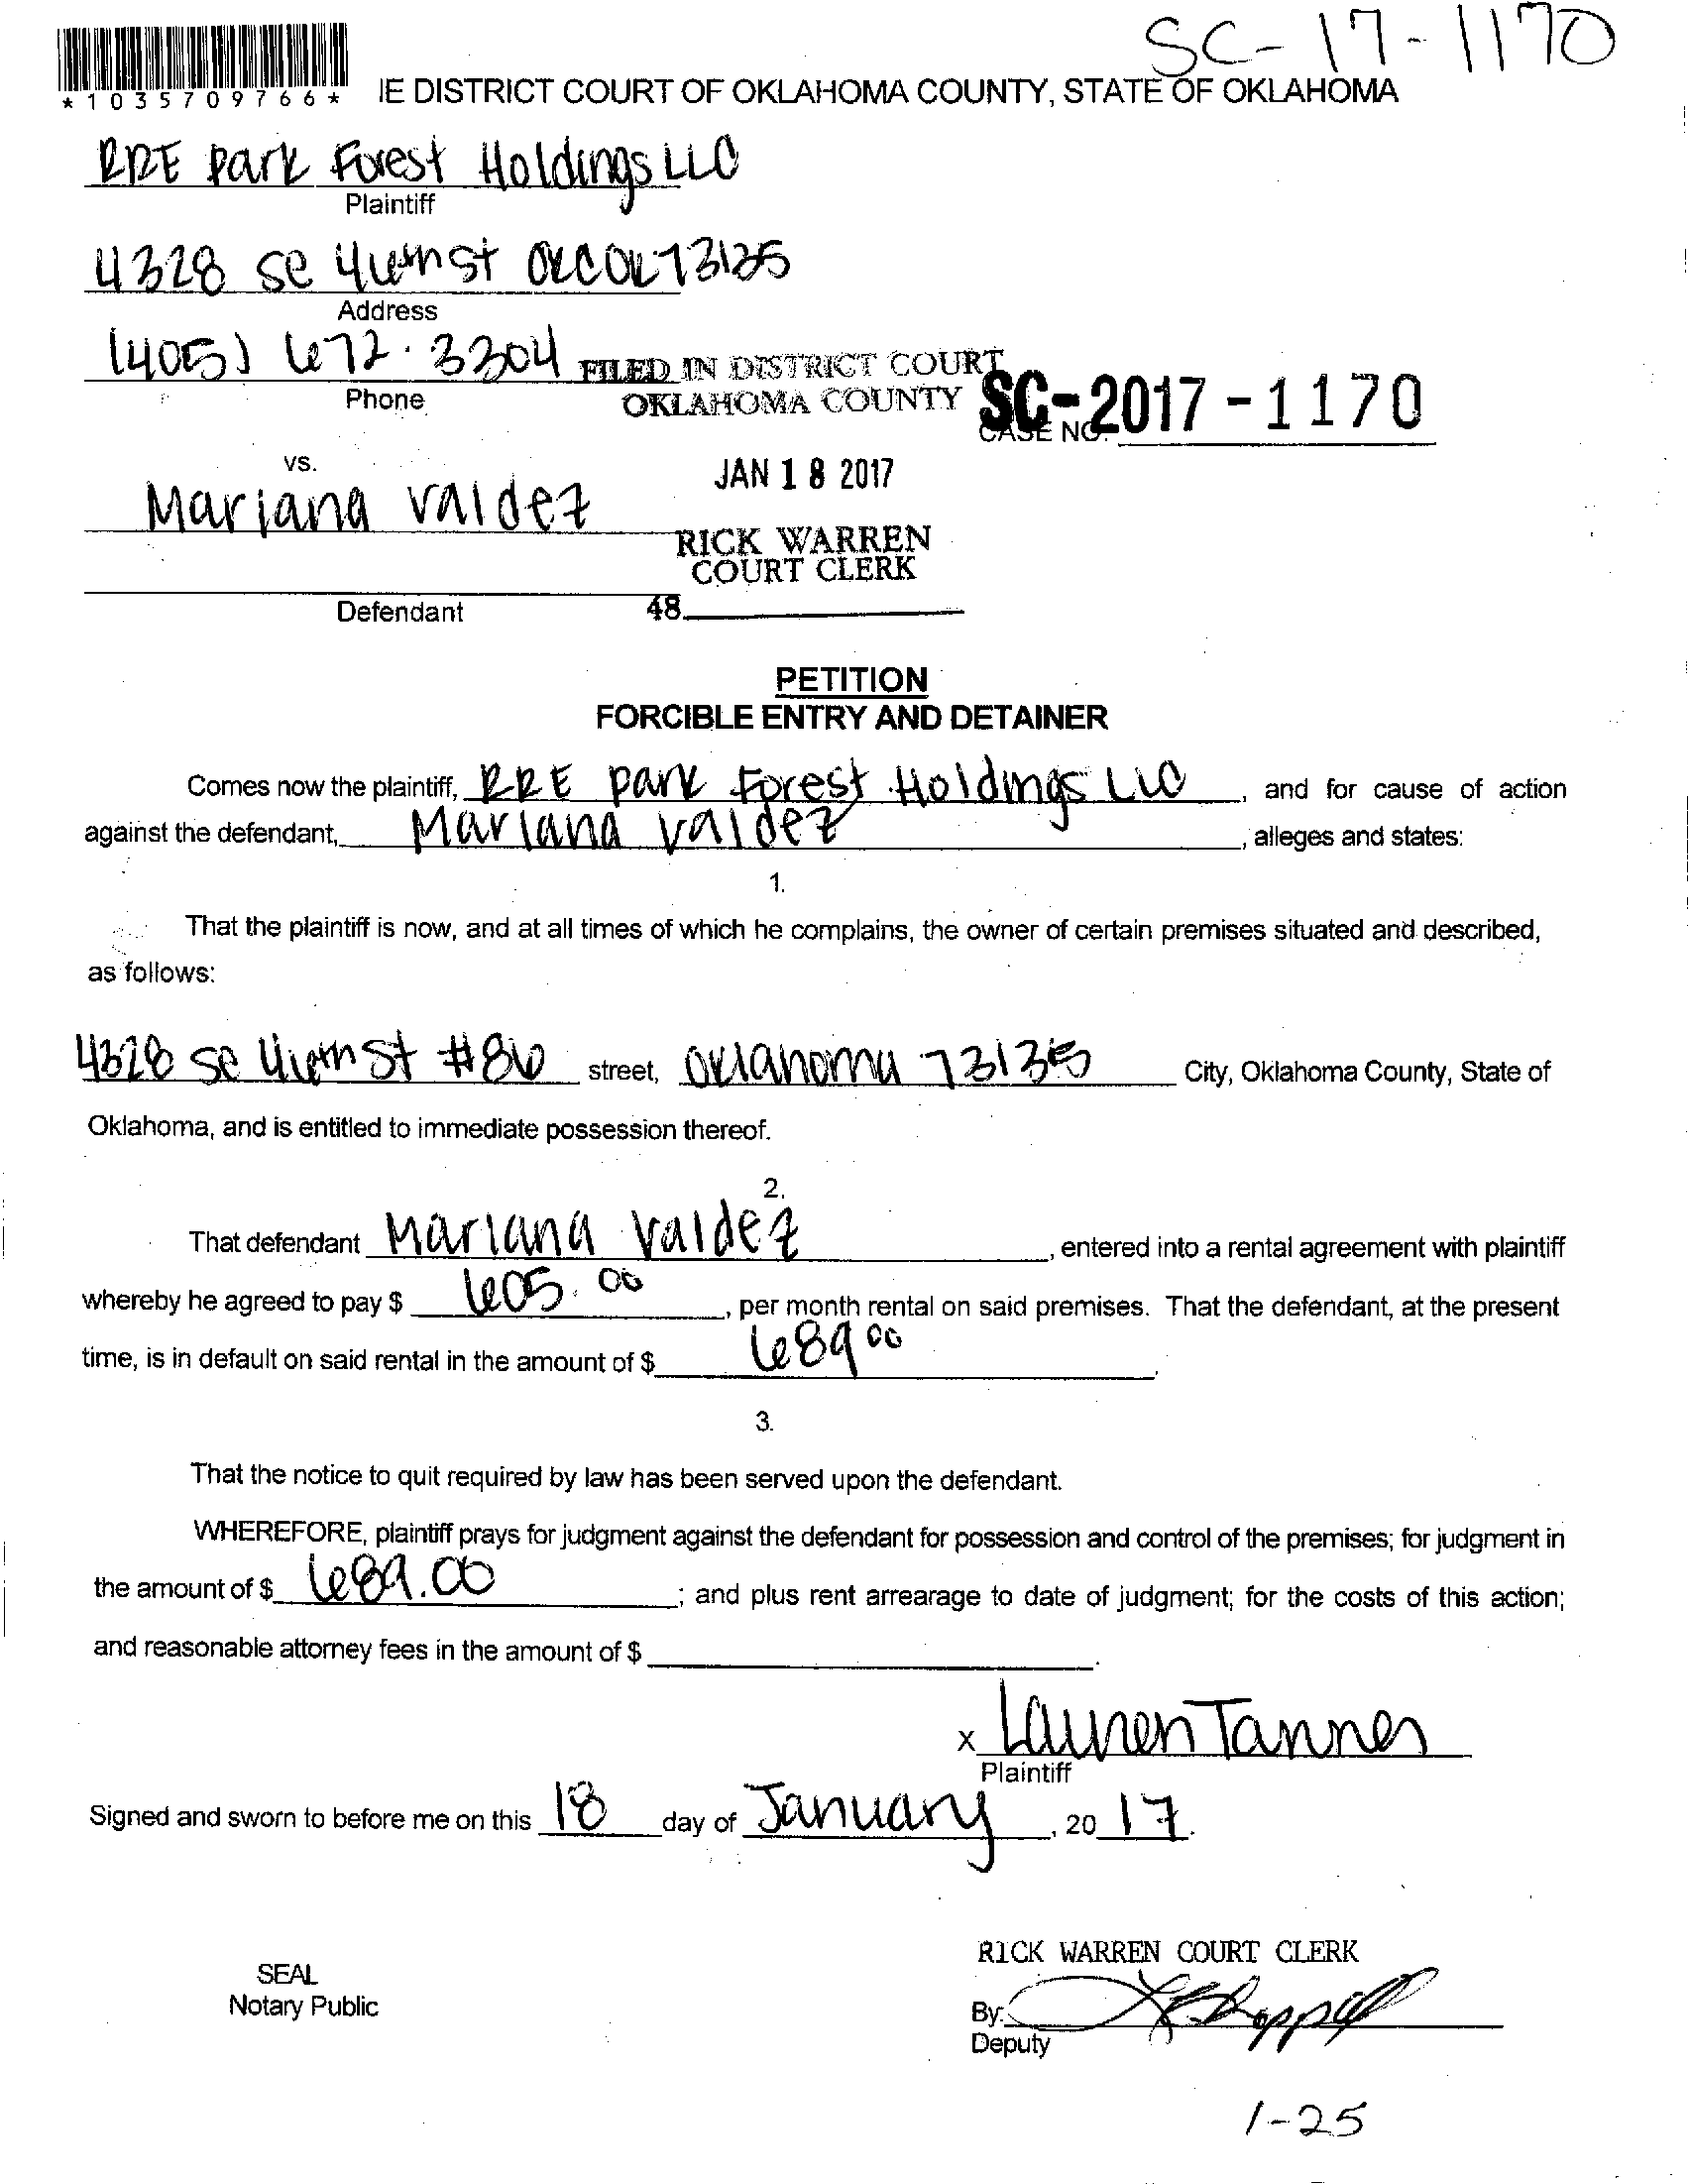 SC-17-1170
*1035709766*
IE DISTRICT COURT OF OKLAHOMA COUNTY, STATE OF OKLAHOMA
RRE Park Forest Holdings LLC
Plaintiff
4328 se 44th St OKC OK 73135
Address
(405) 672.3304
FILED IN DISTRICT COURT
Phone
OKLAHOMA COUNTY
SC-2017-1170
CASE NO.
vs.
JAN 18 2017
Mariana Valdez
RICK WARREN
COURT CLERK
Defendant
48
PETITION
FORCIBLE ENTRY AND DETAINER
Comes now the plaintiff, RRE Park Forest Holdings LLC, and for cause of action
against the defendant, Mariana Valdez, alleges and states:
1.
That the plaintiff is now, and at all times of which he complains, the owner of certain premises situated and described,
as follows:
4328 se St #86 street, Oklahoma 73135 City, Oklahoma County, State of
Oklahoma, and is entitled to immediate possession thereof.
2.
That defendant Mariana Valdez, entered into a rental agreement with plaintiff
whereby he agreed to pay $ 605.00, per month rental on said premises. That the defendant, at the present
time, is in default on said rental in the amount of $ 689 00.
3.
That the notice to quit required by law has been served upon the defendant.
WHEREFORE, plaintiff prays for judgment against the defendant for possession and control of the premises; for judgment in
the amount of $ 689.00; and plus rent arrearage to date of judgment; for the costs of this action;
and reasonable attorney fees in the amount of $.
x Lauren Tanner
Plaintiff
Signed and sworn to before me on this 18 day of January, 20 17.
RICK WARREN COURT CLERK
SEAL
Notary Public
By:
Deputy
1-25